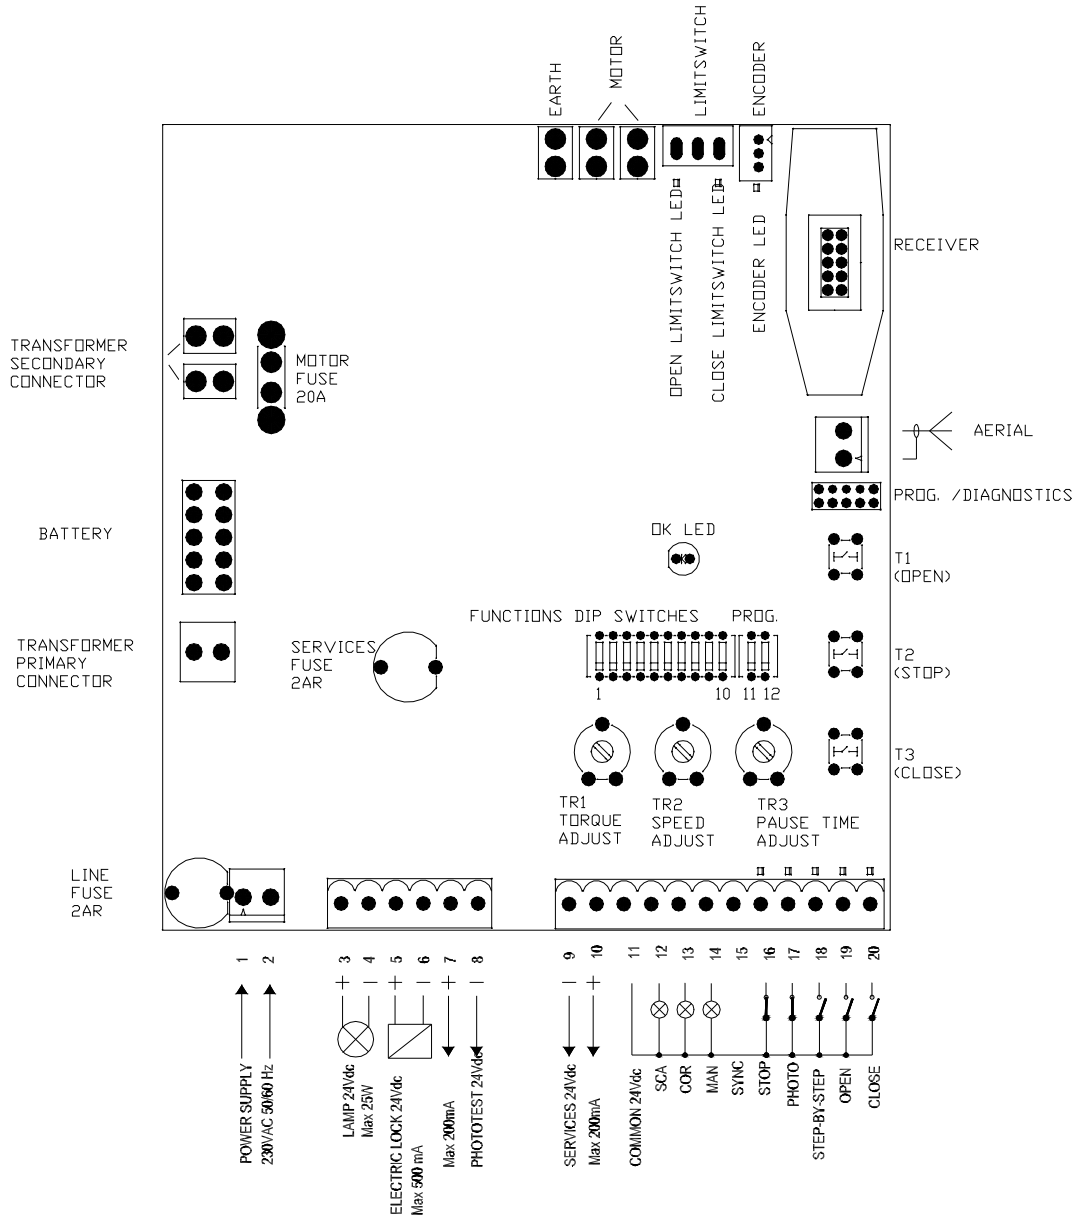 EARTH
MOTOR
LIMITSWITCH
ENCODER
OPEN LIMITSWITCH LED
CLOSE LIMITSWITCH LED
ENCODER LED
RECEIVER
TRANSFORMER
SECONDARY
CONNECTOR
MOTOR
FUSE
20A
AERIAL
PROG. /DIAGNOSTICS
BATTERY
OK LED
T1
(OPEN)
FUNCTIONS DIP SWITCHES
PROG.
TRANSFORMER
PRIMARY
CONNECTOR
SERVICES
FUSE
2AR
T2
(STOP)
1
10
11
12
T3
(CLOSE)
TR1
TORQUE
ADJUST
TR2
SPEED
ADJUST
TR3
PAUSE TIME
ADJUST
LINE
FUSE
2AR
1
2
3
4
5
6
7
8
9
10
11
12
13
14
15
16
17
18
19
20
+
–
+
–
+
–
–
+
POWER SUPPLY
230VAC 50/60 Hz
LAMP 24Vdc
Max 25W
ELECTRIC LOCK 24Vdc
Max 500 mA
Max 200mA
PHOTOTEST 24Vdc
SERVICES 24Vdc
Max 200mA
COMMON 24Vdc
SCA
COR
MAN
SYNC
STOP
PHOTO
STEP-BY-STEP
OPEN
CLOSE